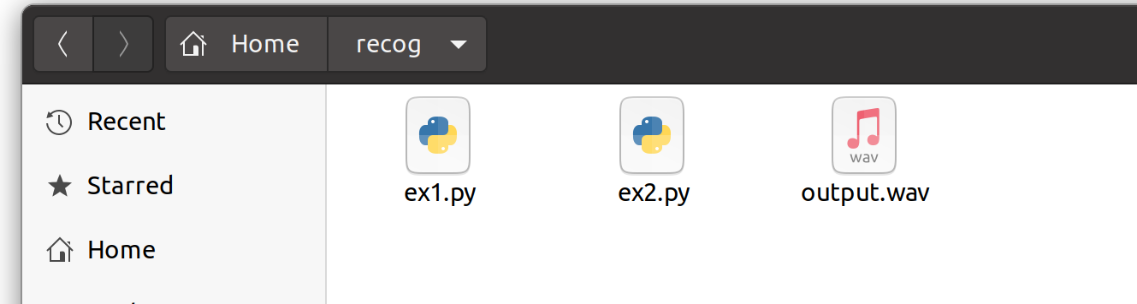 Home recog
Recent
Starred
Home
wav
ex1.py ex2.py output.wav